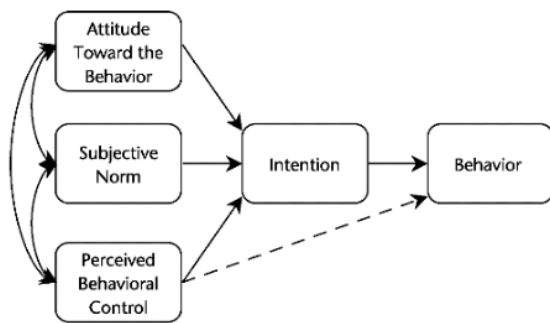 Attitude
Toward the
Behavior
Subjective
Norm
Intention
Behavior
Perceived
Behavioral
Control